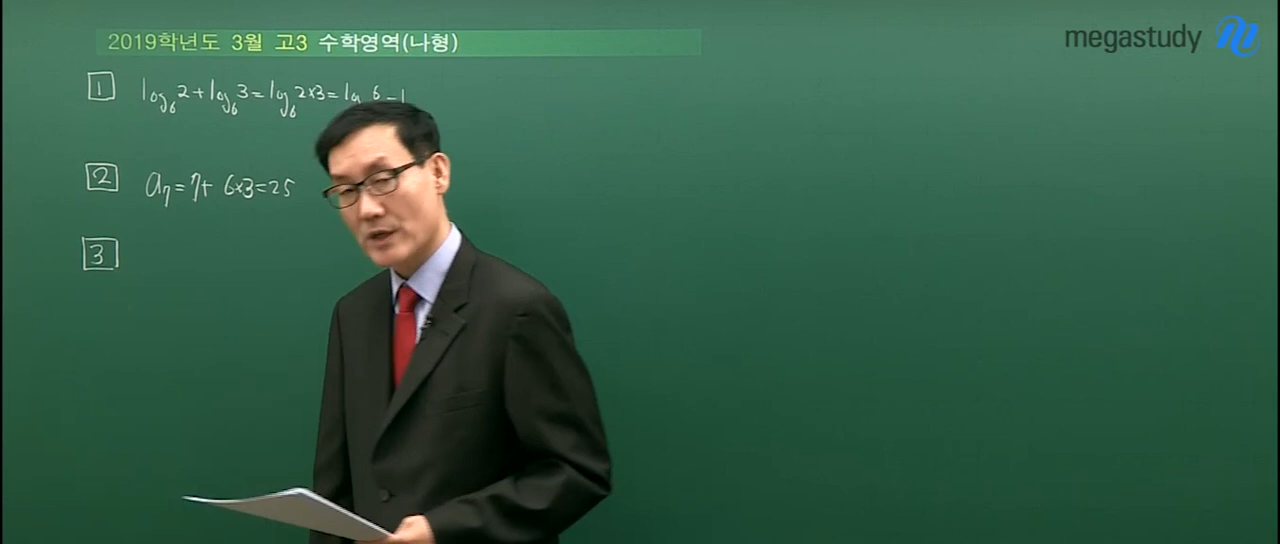 2019학년도 3월 고3 수학영역(나형)
megastudy
1 log₆2+log₆3=log₆2×3=log 6=1
2 a₇=7+ 6×3=25
3